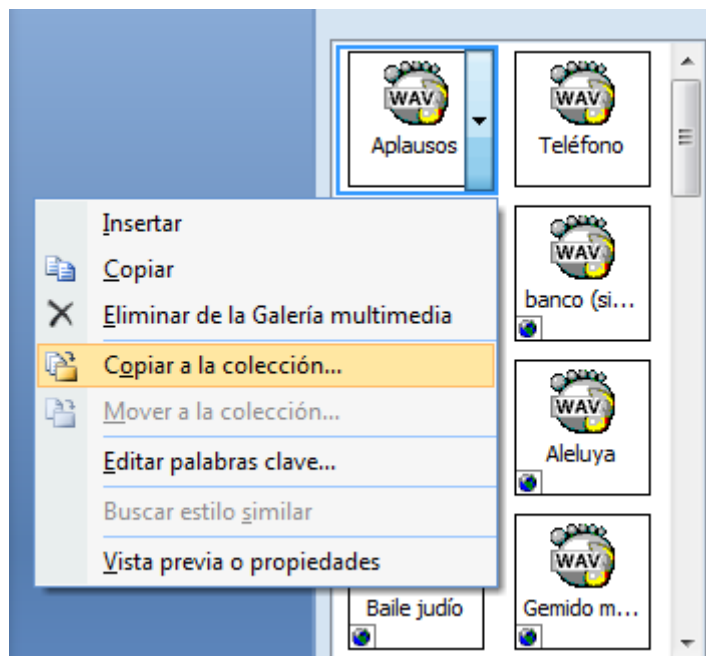 WAV
Aplausos
WAV
Teléfono
Insertar
Copiar
Eliminar de la Galería multimedia
Copiar a la colección...
Mover a la colección...
Editar palabras clave...
Buscar estilo similar
Vista previa o propiedades
WAV
banco (si...
WAV
Aleluya
Baile judío
WAV
Gemido m...